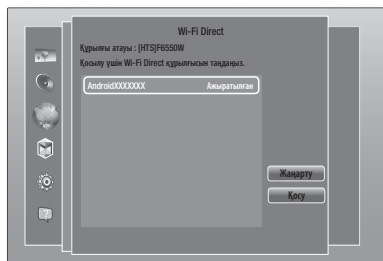 Wi-Fi Direct
Құрылғы атауы : [HTS]F6550W
Қосылу үшін Wi-Fi Direct құрылғысын таңдаңыз.
AndroidXXXXXXX Ажыратылған
Жаңарту
Қосу
?